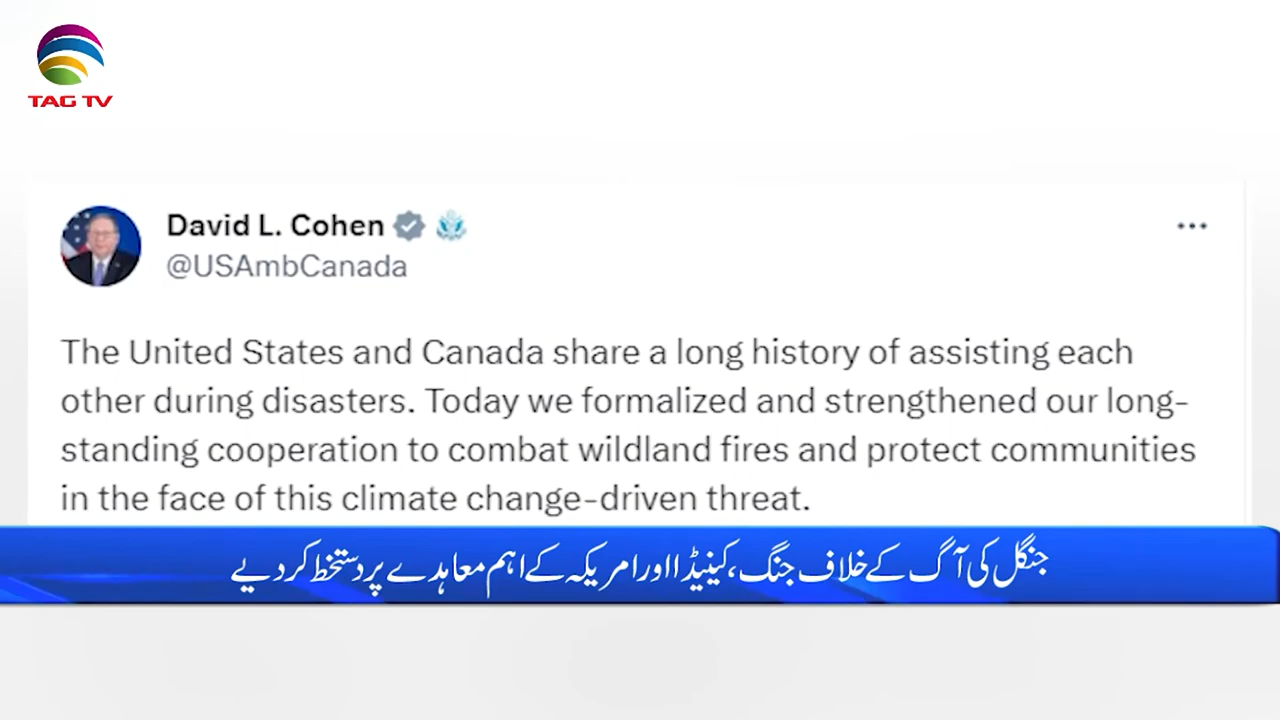 TAG TV
David L. Cohen
@USAmbCanada
The United States and Canada share a long history of assisting each
other during disasters. Today we formalized and strengthened our long-
standing cooperation to combat wildland fires and protect communities
in the face of this climate change-driven threat.
جنگل کی آگ کے خلاف جنگ، کینیڈا اور امریکہ کے اہم معاہدے پر دستخط کر دیے